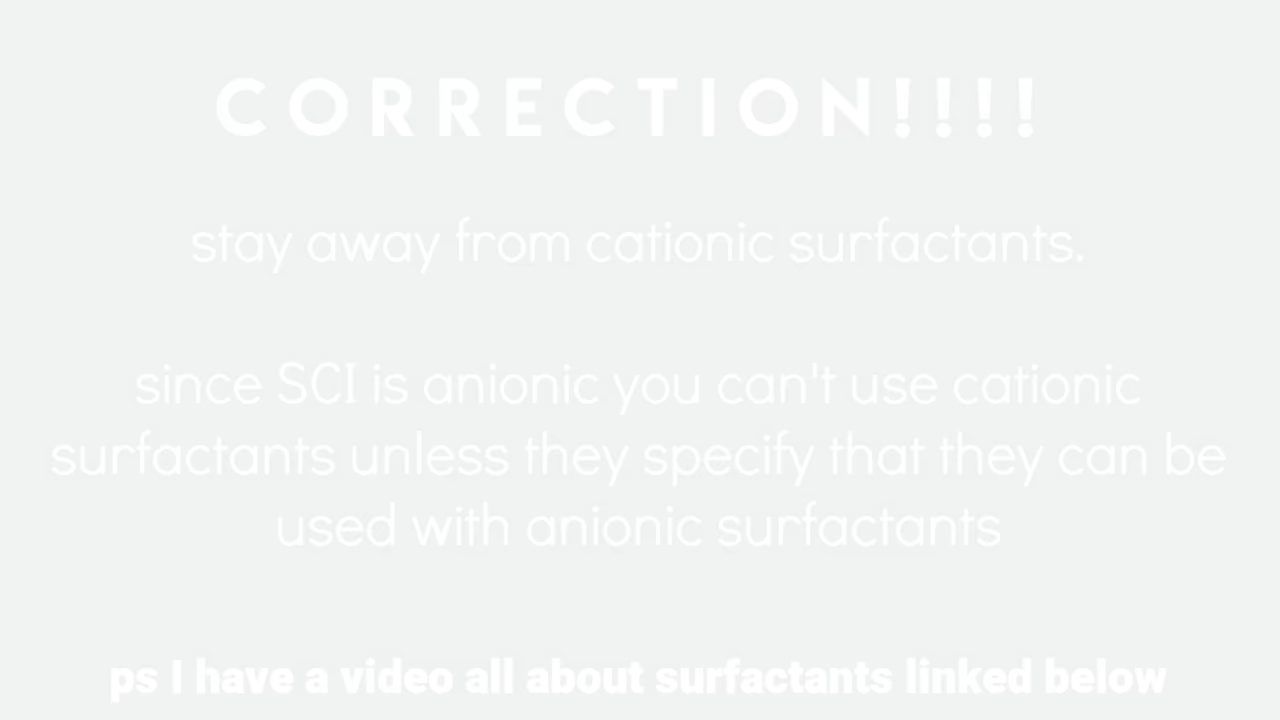 CORRECTION!!!!
stay away from cationic surfactants.
since SCI is anionic you can't use cationic
surfactants unless they specify that they can be
used with anionic surfactants
ps I have a video all about surfactants linked below